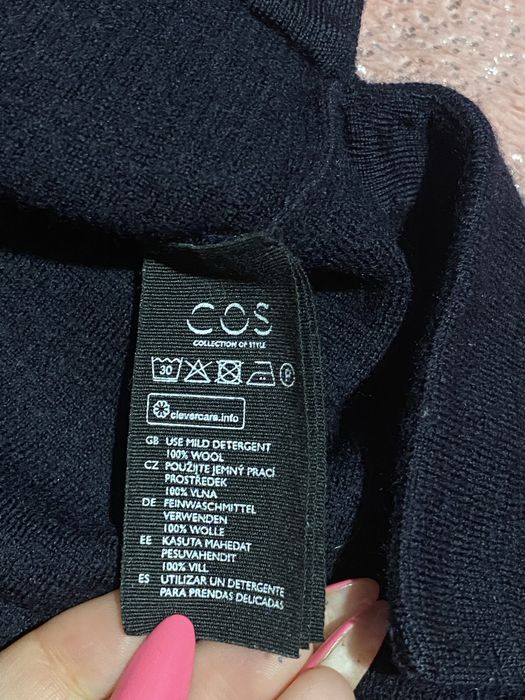 COS
COLLECTION OF STYLE
30 P
clevercare.info
GB USE MILD DETERGENT
100% WOOL
CZ POUŽIJTE JEMNÝ PRACÍ
PROSTŘEDEK
100% VLNA
DE FEINWASCHMITTEL
VERWENDEN
100% WOLLE
EE KASUTA MAHEDAT
PESUVAHENDIT
100% VILL
ES UTILIZAR UN DETERGENTE
PARA PRENDAS DELICADAS